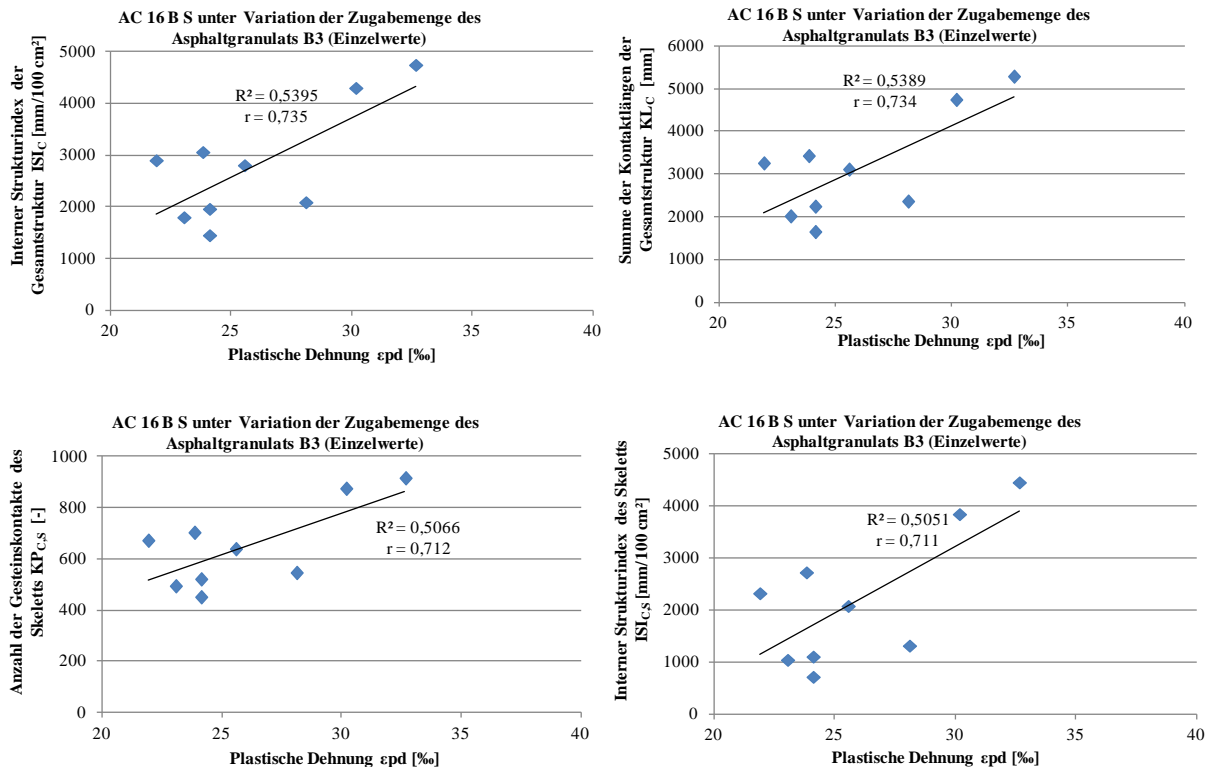 AC 16 B S unter Variation der Zugabemenge des
Asphaltgranulats B3 (Einzelwerte)
Interner Strukturindex der
Gesamtstruktur ISI_C [mm/100 cm²]
5000
4000
3000
2000
1000
0
R² = 0,5395
r = 0,735
20 25 30 35 40
Plastische Dehnung εpd [‰]
AC 16 B S unter Variation der Zugabemenge des
Asphaltgranulats B3 (Einzelwerte)
Summe der Kontaktlängen der
Gesamtstruktur KL_C [mm]
6000
5000
4000
3000
2000
1000
0
R² = 0,5389
r = 0,734
20 25 30 35 40
Plastische Dehnung εpd [‰]
AC 16 B S unter Variation der Zugabemenge des
Asphaltgranulats B3 (Einzelwerte)
Anzahl der Gesteinskontakte des
Skeletts KP_C,S [-]
1000
800
600
400
200
0
R² = 0,5066
r = 0,712
20 25 30 35 40
Plastische Dehnung εpd [‰]
AC 16 B S unter Variation der Zugabemenge des
Asphaltgranulats B3 (Einzelwerte)
Interner Strukturindex des Skeletts
ISI_C,S [mm/100 cm²]
5000
4000
3000
2000
1000
0
R² = 0,5051
r = 0,711
20 25 30 35 40
Plastische Dehnung εpd [‰]